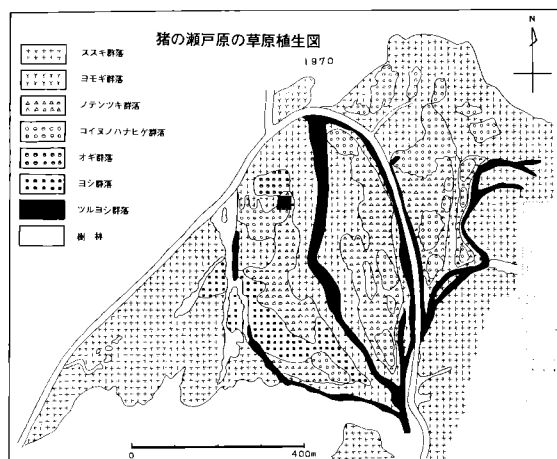 猪の瀬戸原の草原植生図
1970
N
ススキ群落
ヨモギ群落
ノテンツキ群落
コイヌノハナヒゲ群落
オギ群落
ヨシ群落
ツルヨシ群落
樹林
0
400m